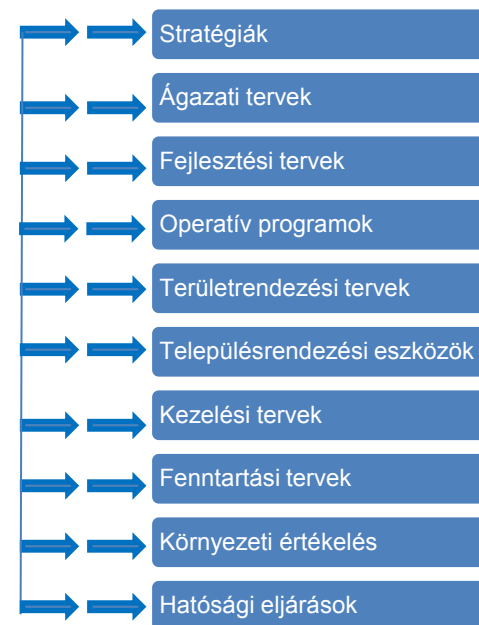 Stratégiák
Ágazati tervek
Fejlesztési tervek
Operatív programok
Területrendezési tervek
Településrendezési eszközök
Kezelési tervek
Fenntartási tervek
Környezeti értékelés
Hatósági eljárások